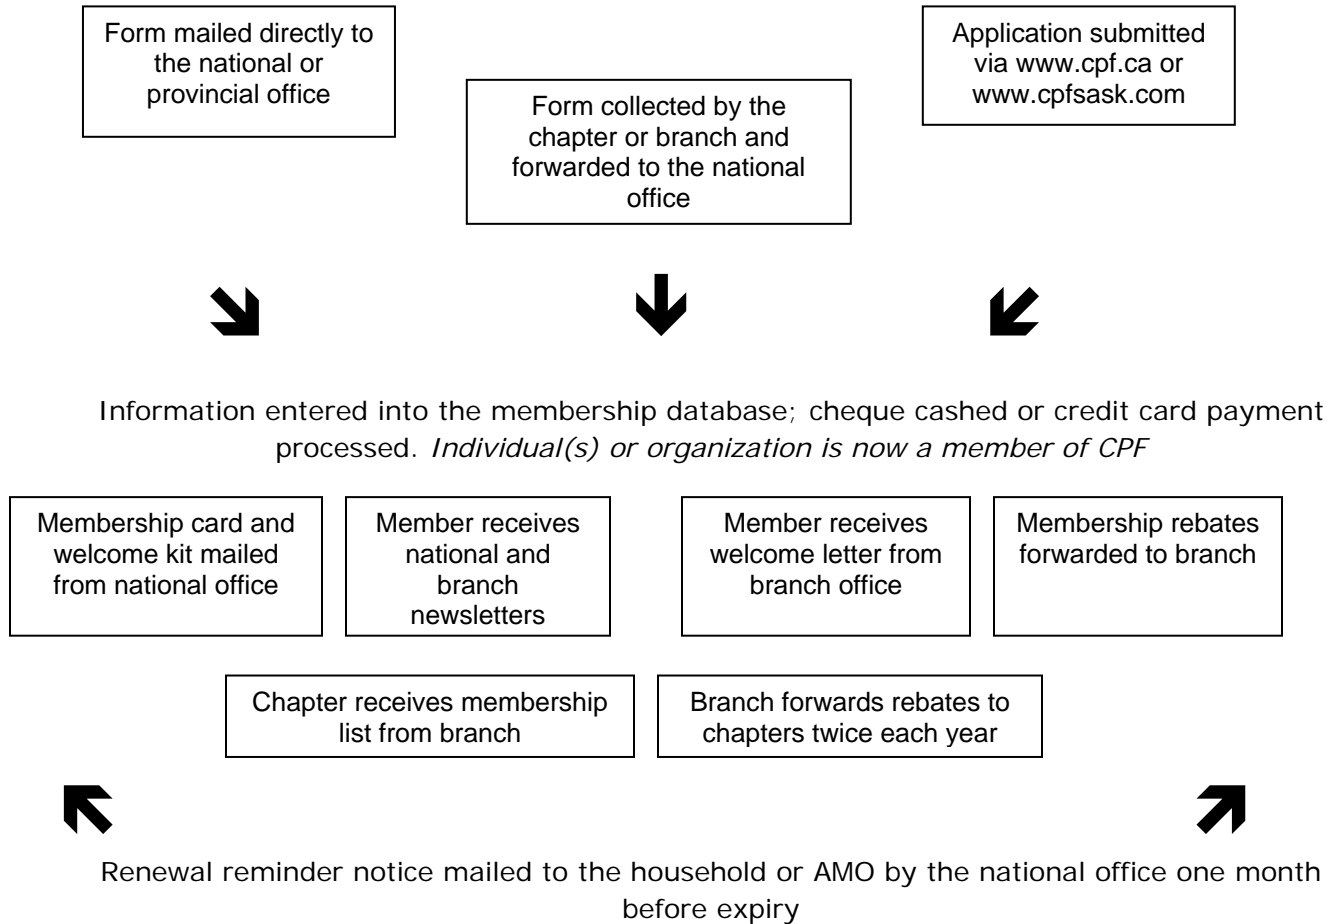 Form mailed directly to
the national or
provincial office
Form collected by the
chapter or branch and
forwarded to the national
office
Application submitted
via www.cpf.ca or
www.cpfsask.com
Information entered into the membership database; cheque cashed or credit card payment
processed. Individual(s) or organization is now a member of CPF
Membership card and
welcome kit mailed
from national office
Member receives
national and
branch
newsletters
Member receives
welcome letter from
branch office
Membership rebates
forwarded to branch
Chapter receives membership
list from branch
Branch forwards rebates to
chapters twice each year
Renewal reminder notice mailed to the household or AMO by the national office one month
before expiry